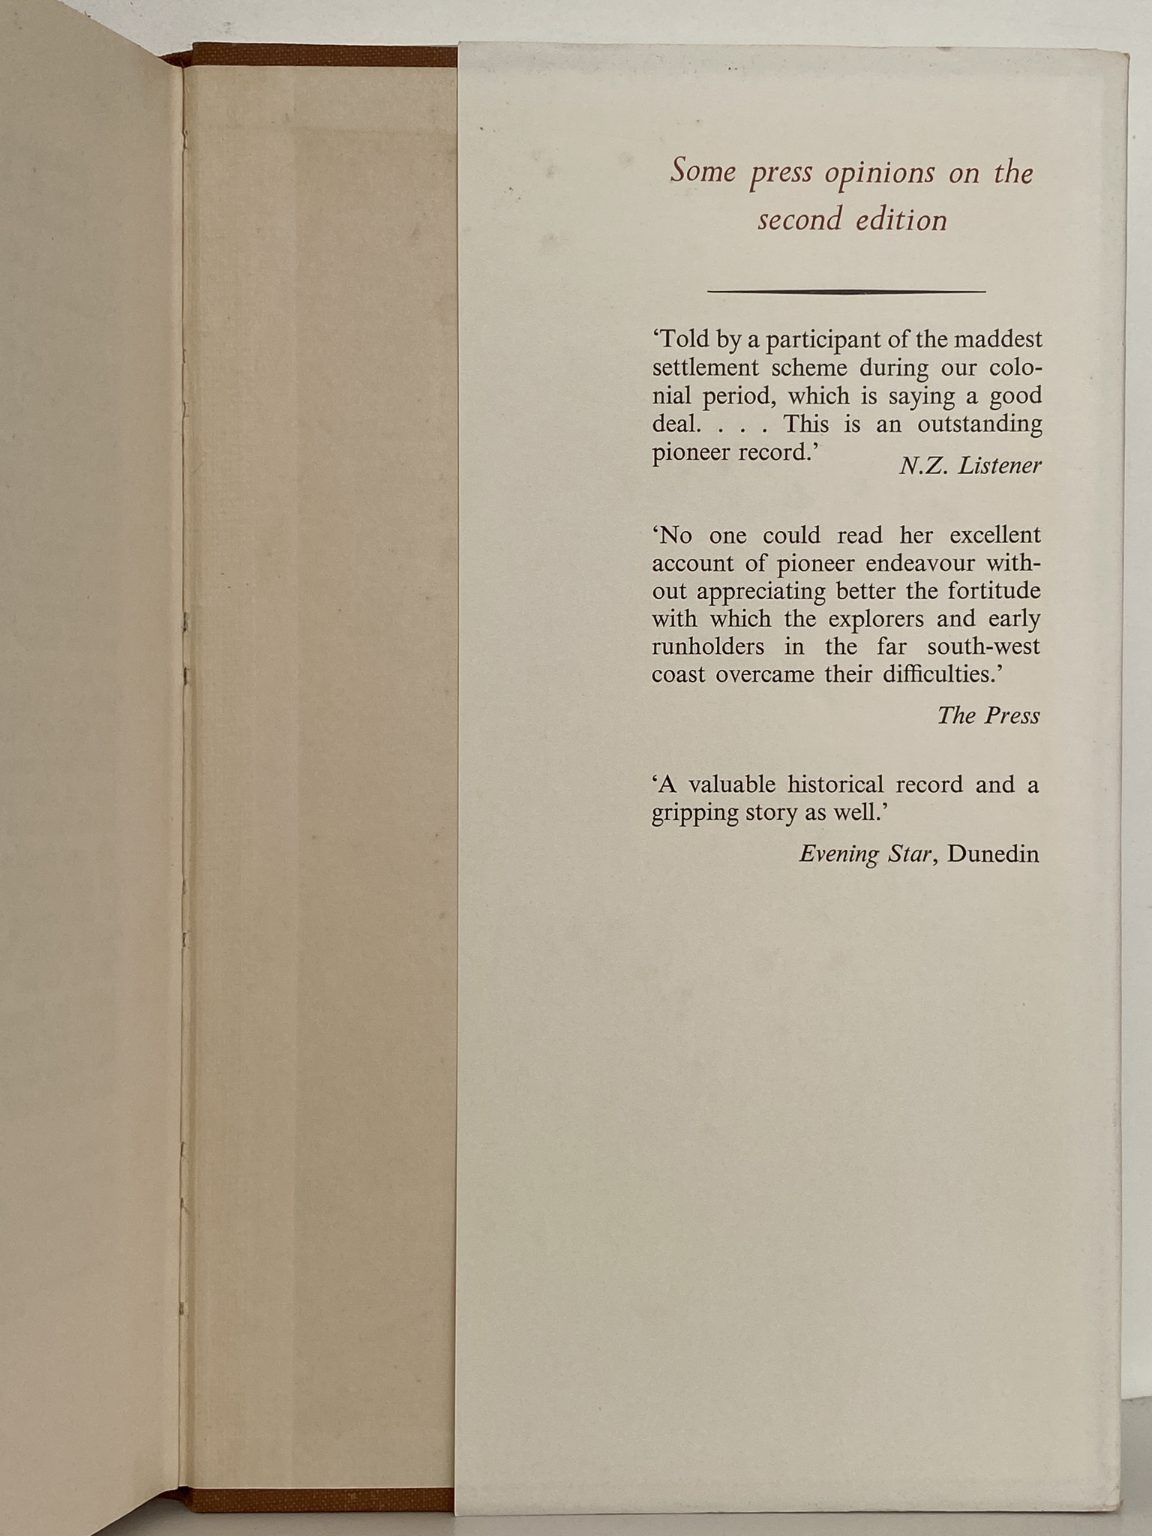 Some press opinions on the
second edition
‘Told by a participant of the maddest
settlement scheme during our colo-
nial period, which is saying a good
deal. . . . This is an outstanding
pioneer record.’
N.Z. Listener
‘No one could read her excellent
account of pioneer endeavour with-
out appreciating better the fortitude
with which the explorers and early
runholders in the far south-west
coast overcame their difficulties.’
The Press
‘A valuable historical record and a
gripping story as well.’
Evening Star, Dunedin